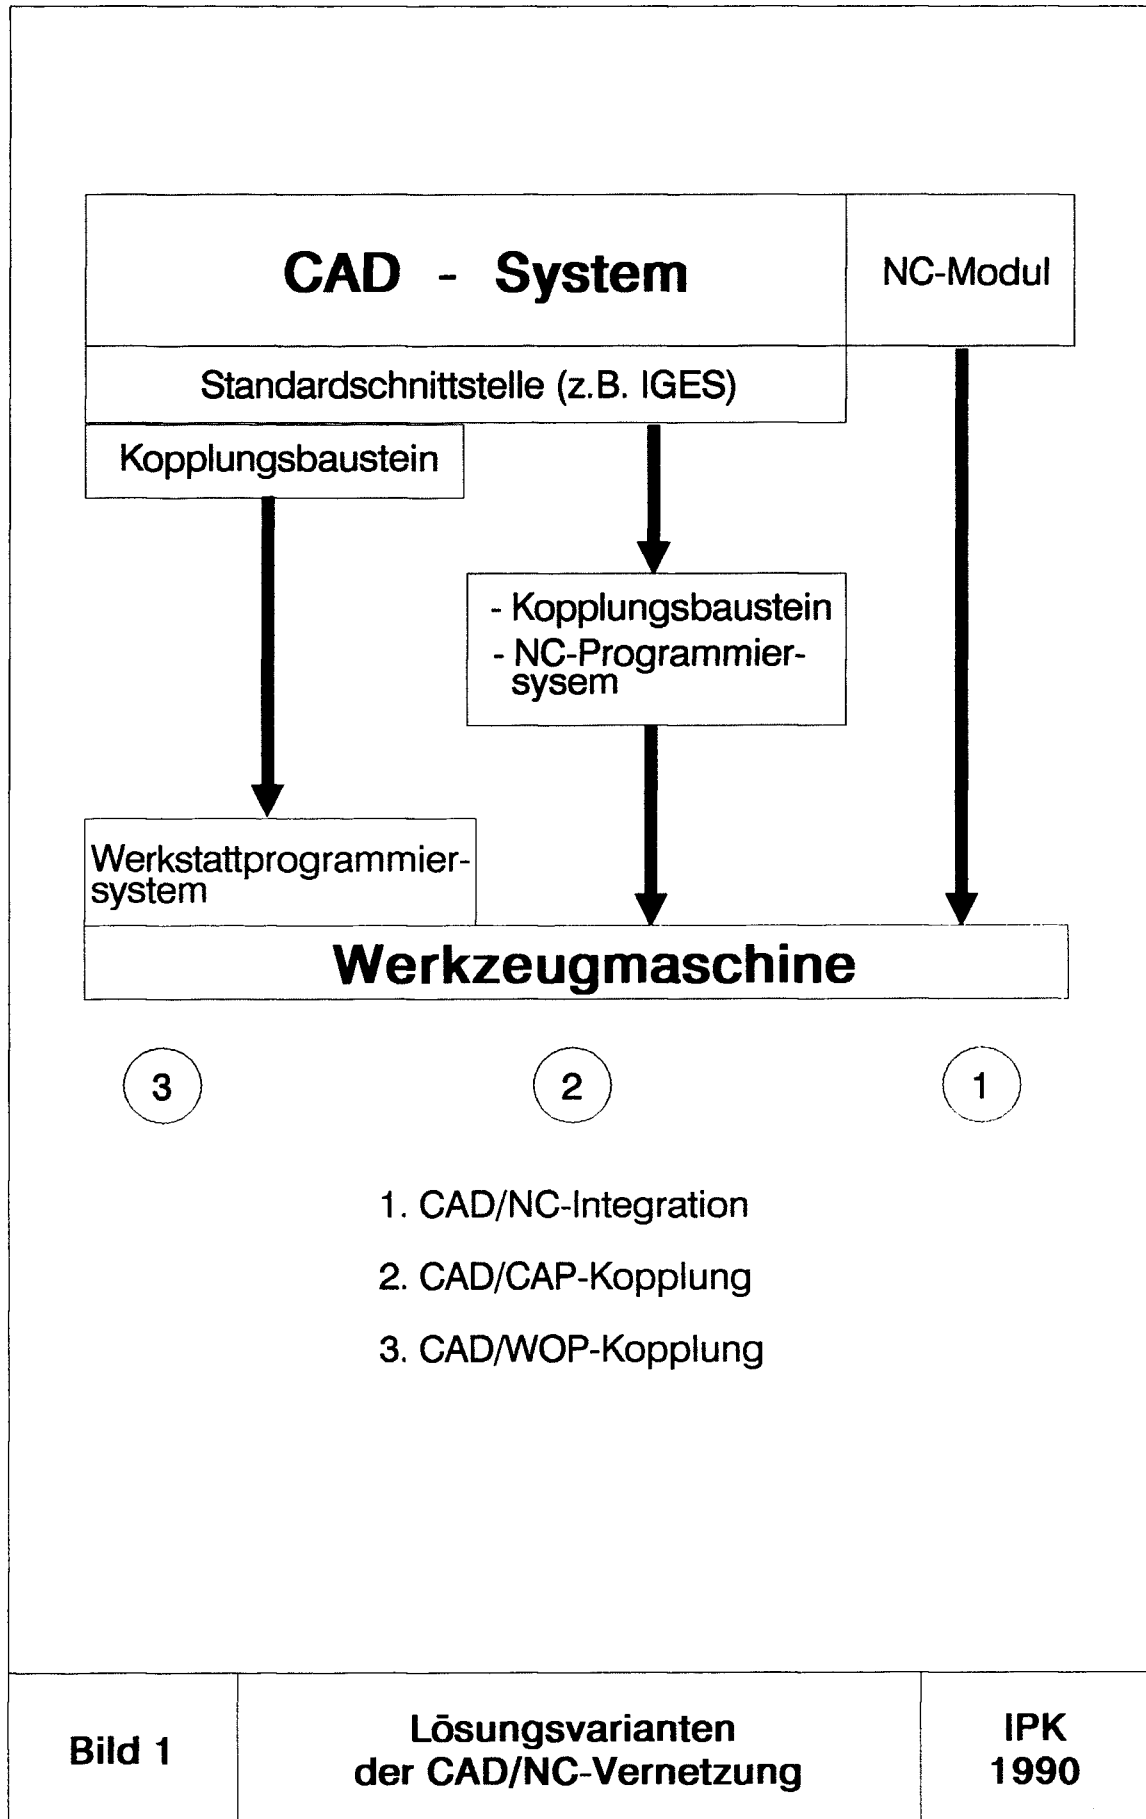 CAD - System
NC-Modul
Standardschnittstelle (z.B. IGES)
Kopplungsbaustein
- Kopplungsbaustein
- NC-Programmier-
sysem
Werkstattprogrammier-
system
Werkzeugmaschine
3
2
1
1. CAD/NC-Integration
2. CAD/CAP-Kopplung
3. CAD/WOP-Kopplung
Bild 1
Lösungsvarianten
der CAD/NC-Vernetzung
IPK
1990